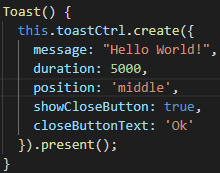 Toast() {
this.toastCtrl.create({
message: "Hello World!",
duration: 5000,
position: 'middle',
showCloseButton: true,
closeButtonText: 'Ok'
}).present();
}